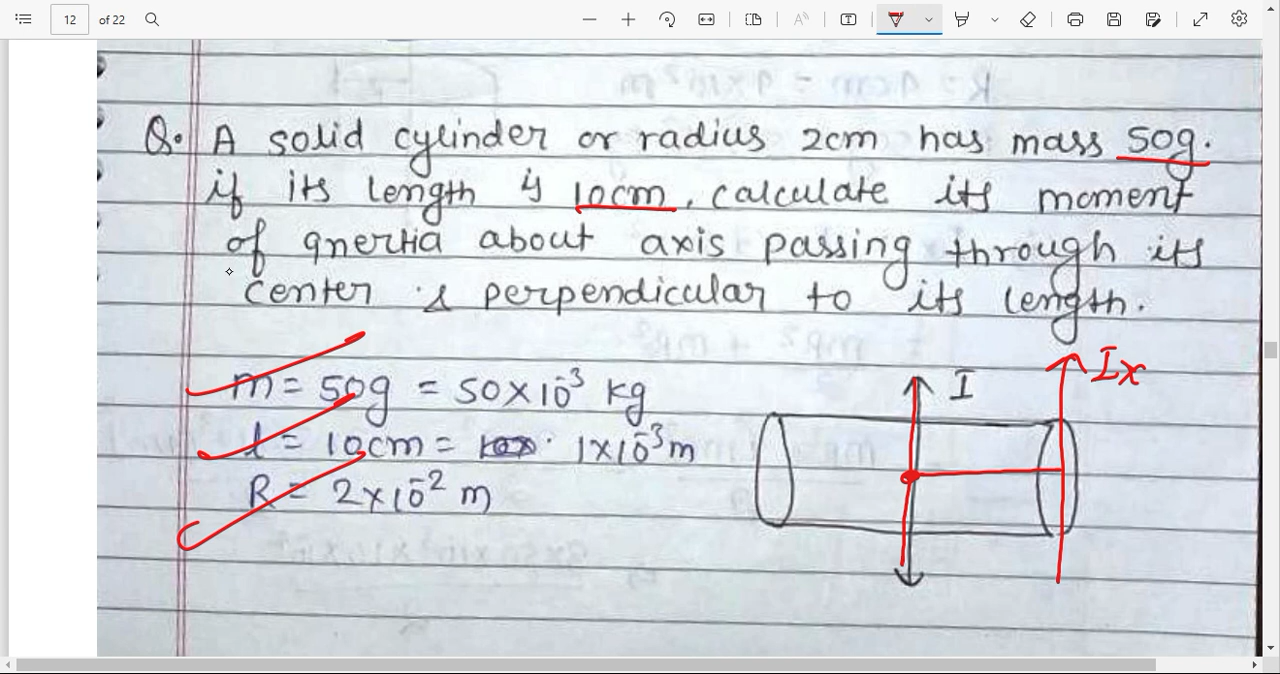 12 of 22
Q. A solid cylinder or radius 2cm has mass 50g.
if its length is 10cm, calculate its moment
of gnertia about axis passing through its
center & perpendicular to its length.
m = 50g = 50×10⁻³ kg
l = 10cm = 1×10⁻³m
R = 2×10⁻² m
I
Ix